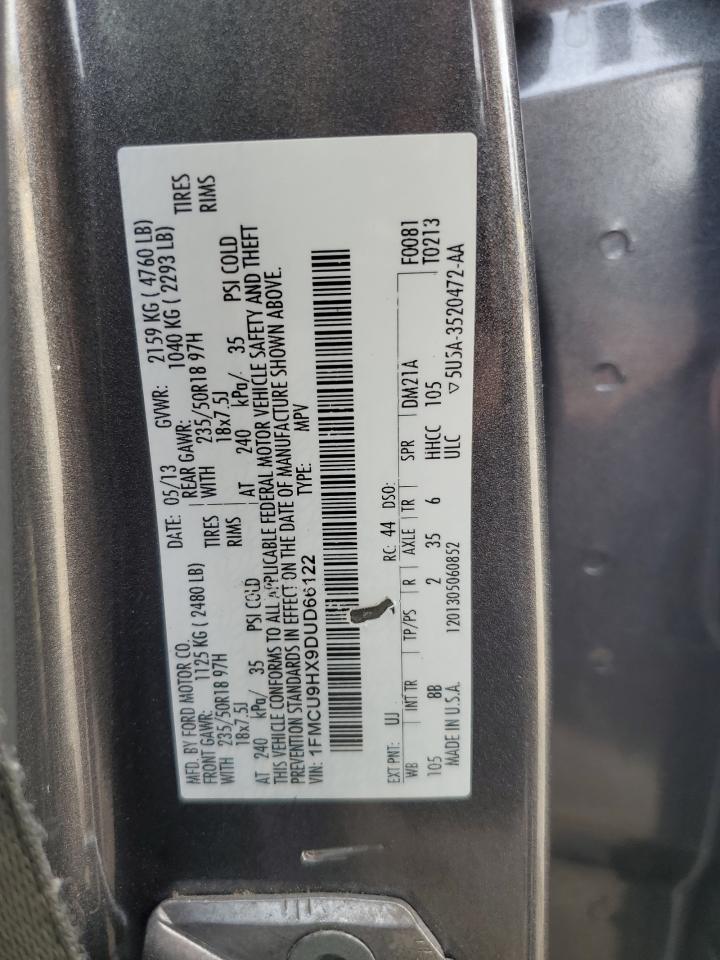 MFD. BY FORD MOTOR CO. DATE: 05/13 GVWR: 2159 KG ( 4760 LB)
FRONT GAWR: 1125 KG ( 2480 LB) REAR GAWR: 1040 KG ( 2293 LB)
WITH 235/50R18 97H TIRES WITH 235/50R18 97H TIRES
18x7.5J RIMS 18x7.5J RIMS
AT 240 kPa/ 35 PSI COLD AT 240 kPa/ 35 PSI COLD
THIS VEHICLE CONFORMS TO ALL APPLICABLE FEDERAL MOTOR VEHICLE SAFETY AND THEFT
PREVENTION STANDARDS IN EFFECT ON THE DATE OF MANUFACTURE SHOWN ABOVE.
VIN: 1FMCU9HX9DUD66122 TYPE: MPV
EXT PNT: UJ RC: 44 DSO: F0081
T0213
WB INT TR TP/PS R AXLE TR SPR DM21A
105 8B 2 35 6 HHCC 105
MADE IN U.S.A. 1201305060852 ULC ▽5U5A-3520472-AA